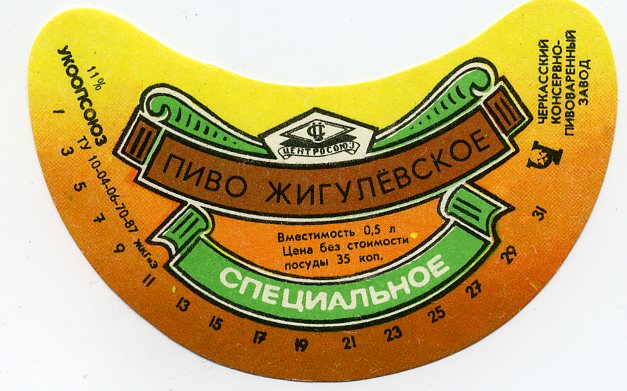 УКООПСОЮЗ
11%
ТУ 10-04-06-70-87
ЦЕНТРОСОЮЗ
ПИВО ЖИГУЛЁВСКОЕ
Вместимость 0,5 л
Цена без стоимости
посуды 35 коп.
СПЕЦИАЛЬНОЕ
ЧЕРКАССКИЙ
КОНСЕРВНО-
ПИВОВАРЕННЫЙ
ЗАВОД
1 3 5 7 9 11 13 15 17 19 21 23 25 27 29 31